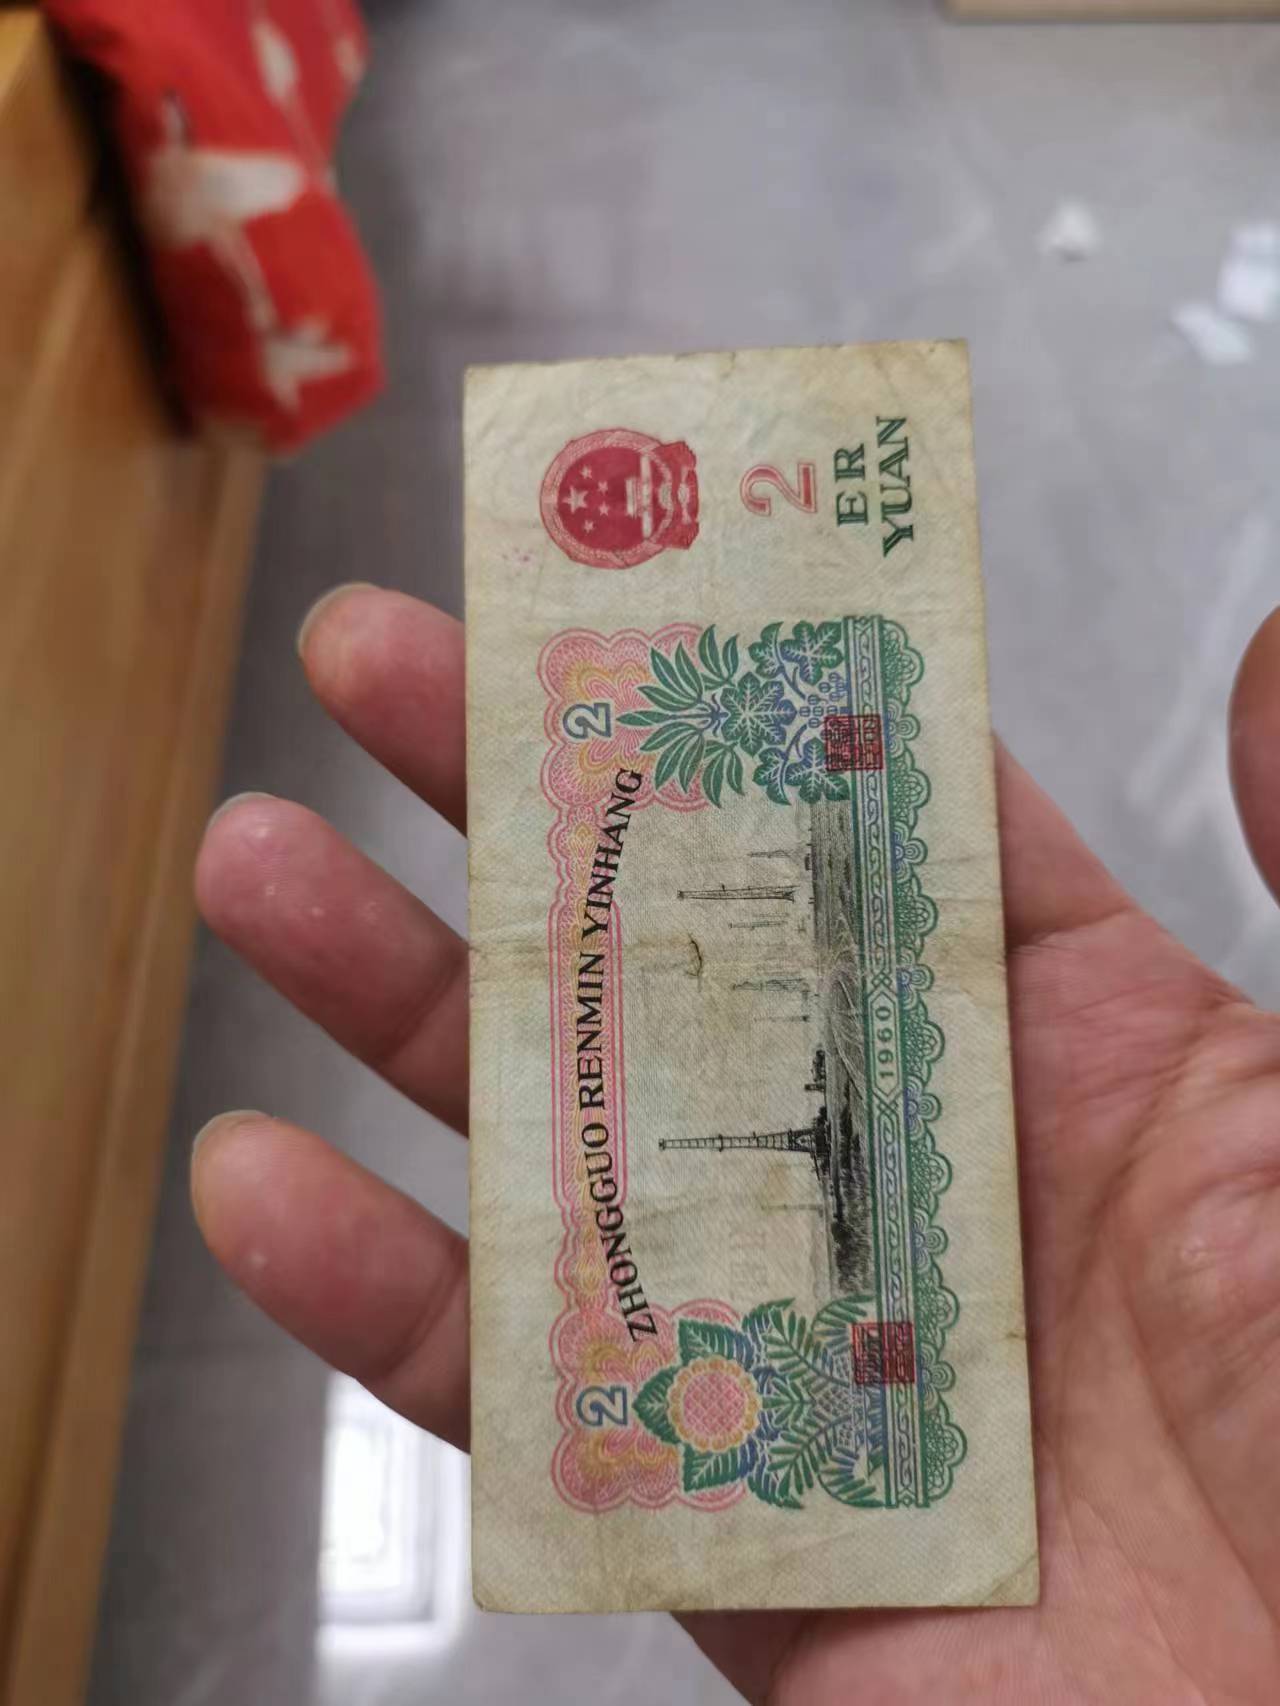 ZHONGGUO RENMIN YINHANG
2
2
2
ER
YUAN
1960